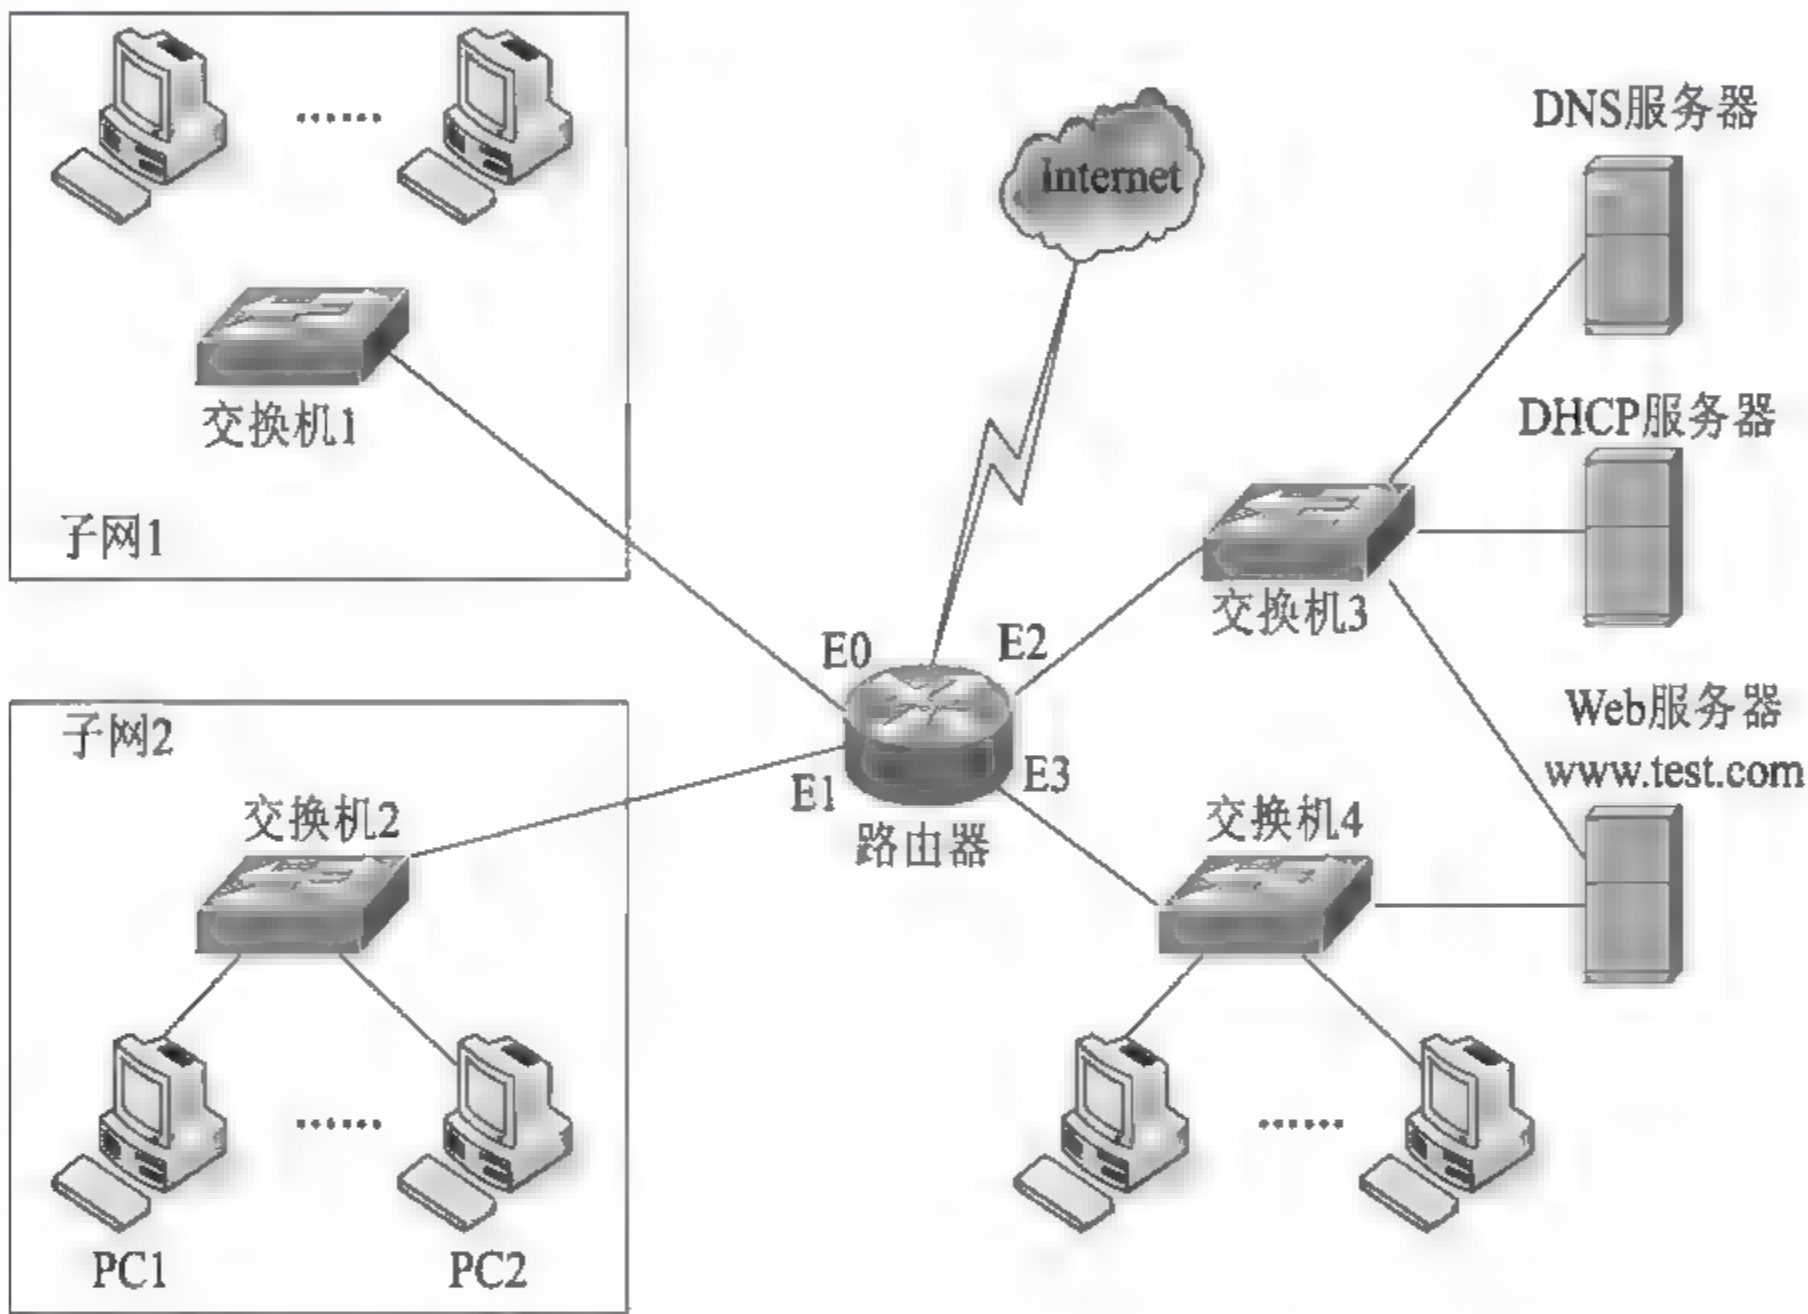 子网1
交换机1
Internet
DNS服务器
DHCP服务器
交换机3
Web服务器
www.test.com
E0
E2
E1
E3
路由器
子网2
交换机2
PC1
PC2
交换机4